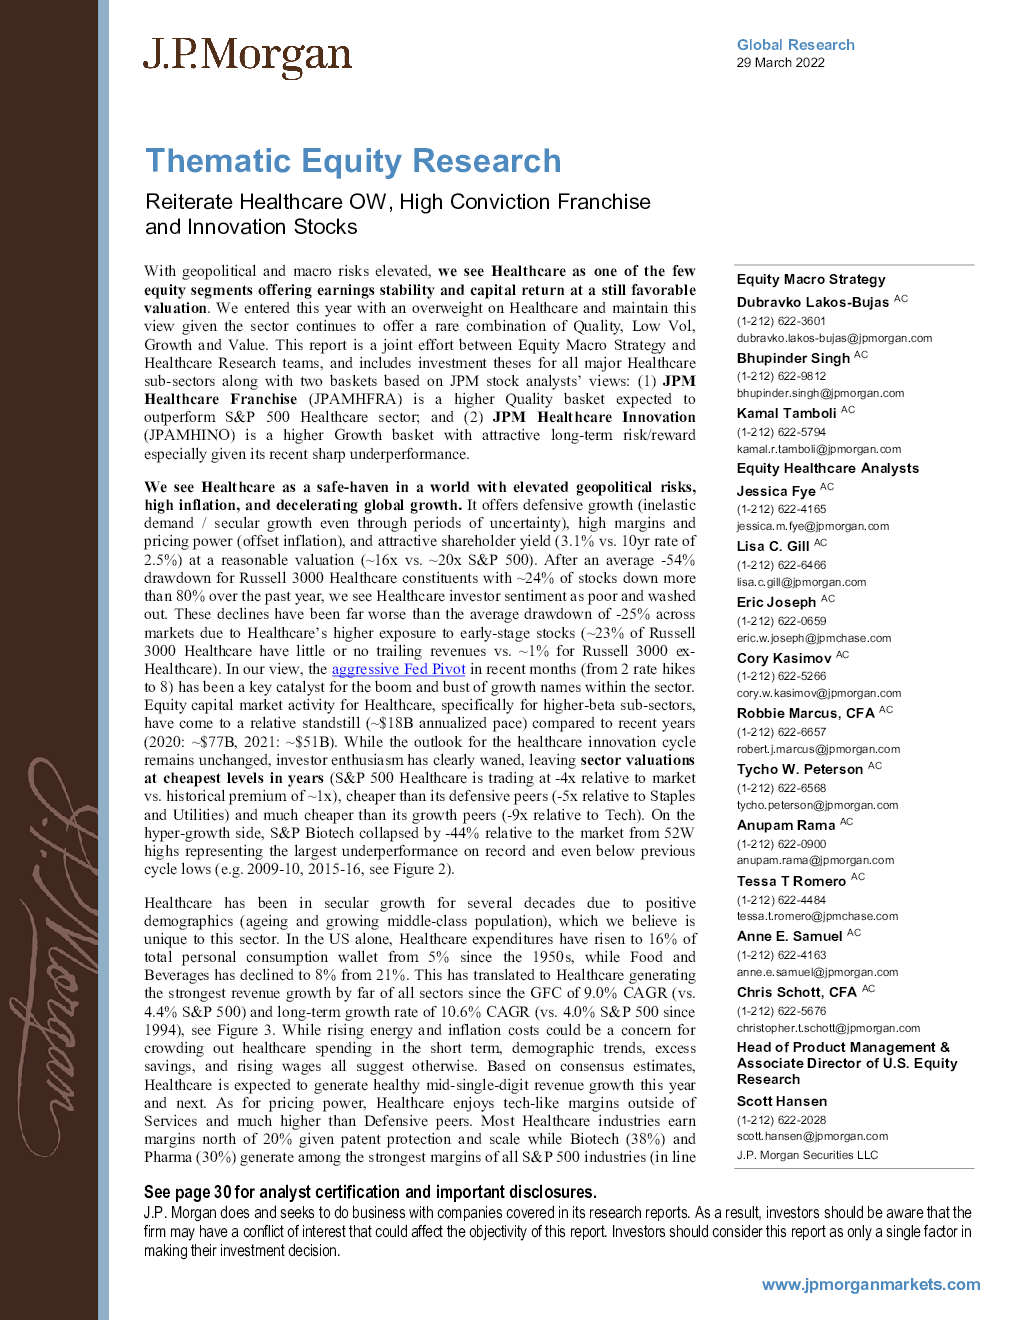 J.P.Morgan
Global Research
29 March 2022
Thematic Equity Research
Reiterate Healthcare OW, High Conviction Franchise
and Innovation Stocks
With geopolitical and macro risks elevated, we see Healthcare as one of the few
equity segments offering earnings stability and capital return at a still favorable
valuation. We entered this year with an overweight on Healthcare and maintain this
view given the sector continues to offer a rare combination of Quality, Low Vol,
Growth and Value. This report is a joint effort between Equity Macro Strategy and
Healthcare Research teams, and includes investment theses for all major Healthcare
sub-sectors along with two baskets based on JPM stock analysts' views: (1) JPM
Healthcare Franchise (JPAMHFRA) is a higher Quality basket expected to
outperform S&P 500 Healthcare sector; and (2) JPM Healthcare Innovation
(JPAMHINO) is a higher Growth basket with attractive long-term risk/reward
especially given its recent sharp underperformance.
We see Healthcare as a safe-haven in a world with elevated geopolitical risks,
high inflation, and decelerating global growth. It offers defensive growth (inelastic
demand / secular growth even through periods of uncertainty), high margins and
pricing power (offset inflation), and attractive shareholder yield (3.1% vs. 10yr rate of
2.5%) at a reasonable valuation (~16x vs. ~20x S&P 500). After an average -54%
drawdown for Russell 3000 Healthcare constituents with ~24% of stocks down more
than 80% over the past year, we see Healthcare investor sentiment as poor and washed
out. These declines have been far worse than the average drawdown of -25% across
markets due to Healthcare's higher exposure to early-stage stocks (~23% of Russell
3000 Healthcare have little or no trailing revenues vs. ~1% for Russell 3000 ex-
Healthcare). In our view, the aggressive Fed Pivot in recent months (from 2 rate hikes
to 8) has been a key catalyst for the boom and bust of growth names within the sector.
Equity capital market activity for Healthcare, specifically for higher-beta sub-sectors,
have come to a relative standstill (~$18B annualized pace) compared to recent years
(2020: ~$77B, 2021: ~$51B). While the outlook for the healthcare innovation cycle
remains unchanged, investor enthusiasm has clearly waned, leaving sector valuations
at cheapest levels in years (S&P 500 Healthcare is trading at -4x relative to market
vs. historical premium of ~1x), cheaper than its defensive peers (-5x relative to Staples
and Utilities) and much cheaper than its growth peers (-9x relative to Tech). On the
hyper-growth side, S&P Biotech collapsed by -44% relative to the market from 52W
highs representing the largest underperformance on record and even below previous
cycle lows (e.g. 2009-10, 2015-16, see Figure 2).
Healthcare has been in secular growth for several decades due to positive
demographics (ageing and growing middle-class population), which we believe is
unique to this sector. In the US alone, Healthcare expenditures have risen to 16% of
total personal consumption wallet from 5% since the 1950s, while Food and
Beverages has declined to 8% from 21%. This has translated to Healthcare generating
the strongest revenue growth by far of all sectors since the GFC of 9.0% CAGR (vs.
4.4% S&P 500) and long-term growth rate of 10.6% CAGR (vs. 4.0% S&P 500 since
1994), see Figure 3. While rising energy and inflation costs could be a concern for
crowding out healthcare spending in the short term, demographic trends, excess
savings, and rising wages all suggest otherwise. Based on consensus estimates,
Healthcare is expected to generate healthy mid-single-digit revenue growth this year
and next. As for pricing power, Healthcare enjoys tech-like margins outside of
Services and much higher than Defensive peers. Most Healthcare industries earn
margins north of 20% given patent protection and scale while Biotech (38%) and
Pharma (30%) generate among the strongest margins of all S&P 500 industries (in line
Equity Macro Strategy
Dubravko Lakos-Bujas AC
(1-212) 622-3601
dubravko.lakos-bujas@jpmorgan.com
Bhupinder Singh AC
(1-212) 622-9812
bhupinder.singh@jpmorgan.com
Kamal Tamboli AC
(1-212) 622-5794
kamal.r.tamboli@jpmorgan.com
Equity Healthcare Analysts
Jessica Fye AC
(1-212) 622-4165
jessica.m.fye@jpmorgan.com
Lisa C. Gill AC
(1-212) 622-6466
lisa.c.gill@jpmorgan.com
Eric Joseph AC
(1-212) 622-0659
eric.w.joseph@jpmchase.com
Cory Kasimov AC
(1-212) 622-5266
cory.w.kasimov@jpmorgan.com
Robbie Marcus, CFA AC
(1-212) 622-6657
robert.j.marcus@jpmorgan.com
Tycho W. Peterson AC
(1-212) 622-6568
tycho.peterson@jpmorgan.com
Anupam Rama AC
(1-212) 622-0900
anupam.rama@jpmorgan.com
Tessa T Romero AC
(1-212) 622-4484
tessa.t.romero@jpmchase.com
Anne E. Samuel AC
(1-212) 622-4163
anne.e.samuel@jpmorgan.com
Chris Schott, CFA AC
(1-212) 622-5676
christopher.t.schott@jpmorgan.com
Head of Product Management &
Associate Director of U.S. Equity
Research
Scott Hansen
(1-212) 622-2028
scott.hansen@jpmorgan.com
J.P. Morgan Securities LLC
J.P. Morgan
See page 30 for analyst certification and important disclosures.
J.P. Morgan does and seeks to do business with companies covered in its research reports. As a result, investors should be aware that the
firm may have a conflict of interest that could affect the objectivity of this report. Investors should consider this report as only a single factor in
making their investment decision.
www.jpmorganmarkets.com